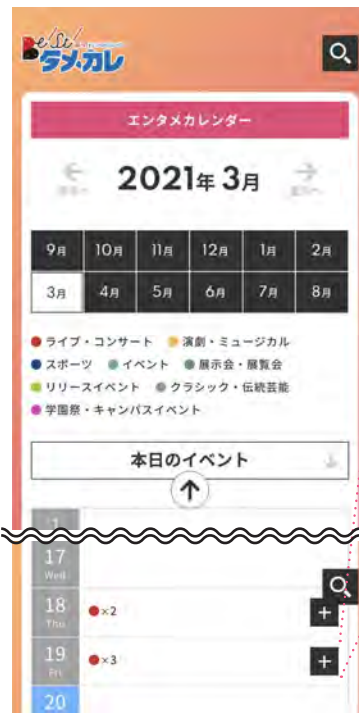 De!Se!
タメ・カレ
エンタメカレンダー
2021年 3月
9月 10月 11月 12月 1月 2月
3月 4月 5月 6月 7月 8月
ライブ・コンサート 演劇・ミュージカル
スポーツ イベント 展示会・展覧会
リリースイベント クラシック・伝統芸能
学園祭・キャンパスイベント
本日のイベント
1
17
Wed
18 ×2
Thu
19 ×3
Fri
20